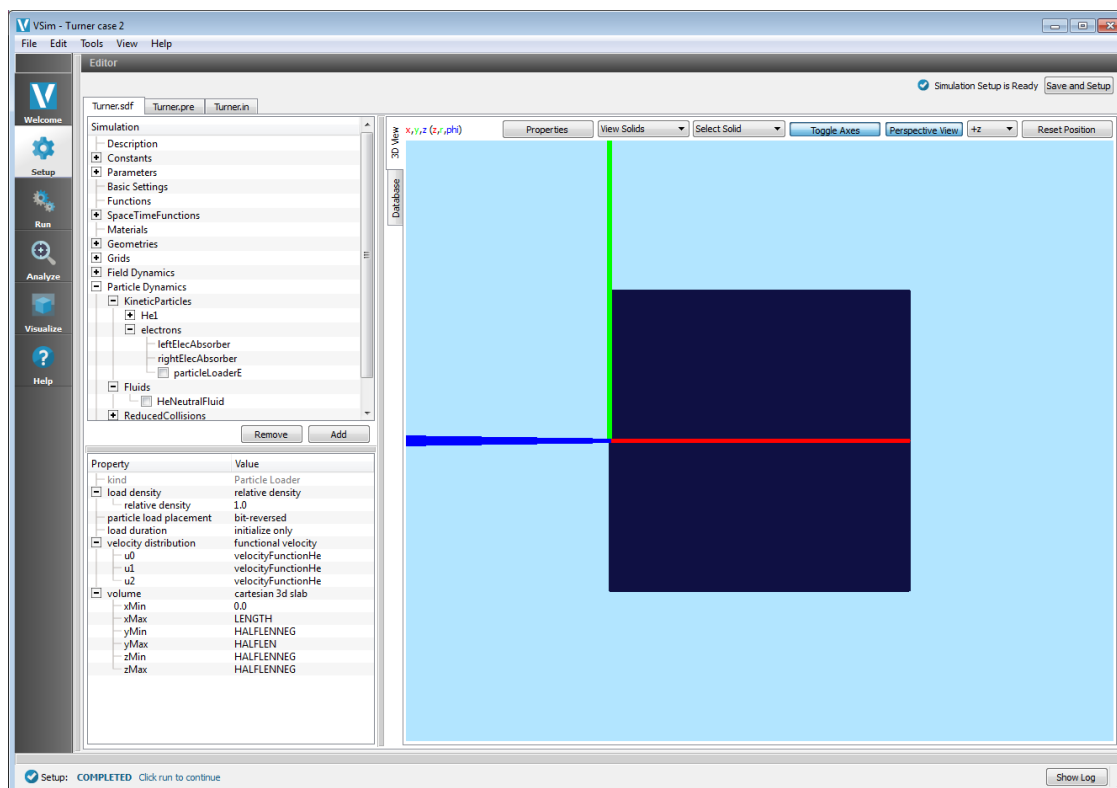 VSim - Turner case 2
File Edit Tools View Help
Editor
Simulation Setup is Ready Save and Setup
Turner.sdf Turner.pre Turner.in
Welcome
Setup
Run
Analyze
Visualize
Help
Simulation
Description
Constants
Parameters
Basic Settings
Functions
SpaceTimeFunctions
Materials
Geometries
Grids
Field Dynamics
Particle Dynamics
KineticParticles
He1
electrons
leftElecAbsorber
rightElecAbsorber
particleLoaderE
Fluids
HeNeutralFluid
ReducedCollisions
Remove Add
Property Value
kind Particle Loader
load density relative density
relative density 1.0
particle load placement bit-reversed
load duration initialize only
velocity distribution functional velocity
u0 velocityFunctionHe
u1 velocityFunctionHe
u2 velocityFunctionHe
volume cartesian 3d slab
xMin 0.0
xMax LENGTH
yMin HALFLENNEG
yMax HALFLEN
zMin HALFLENNEG
zMax HALFLENNEG
3D View
Database
x,y,z (z,r,phi) Properties View Solids Select Solid Toggle Axes Perspective View +z Reset Position
Setup: COMPLETED Click run to continue
Show Log